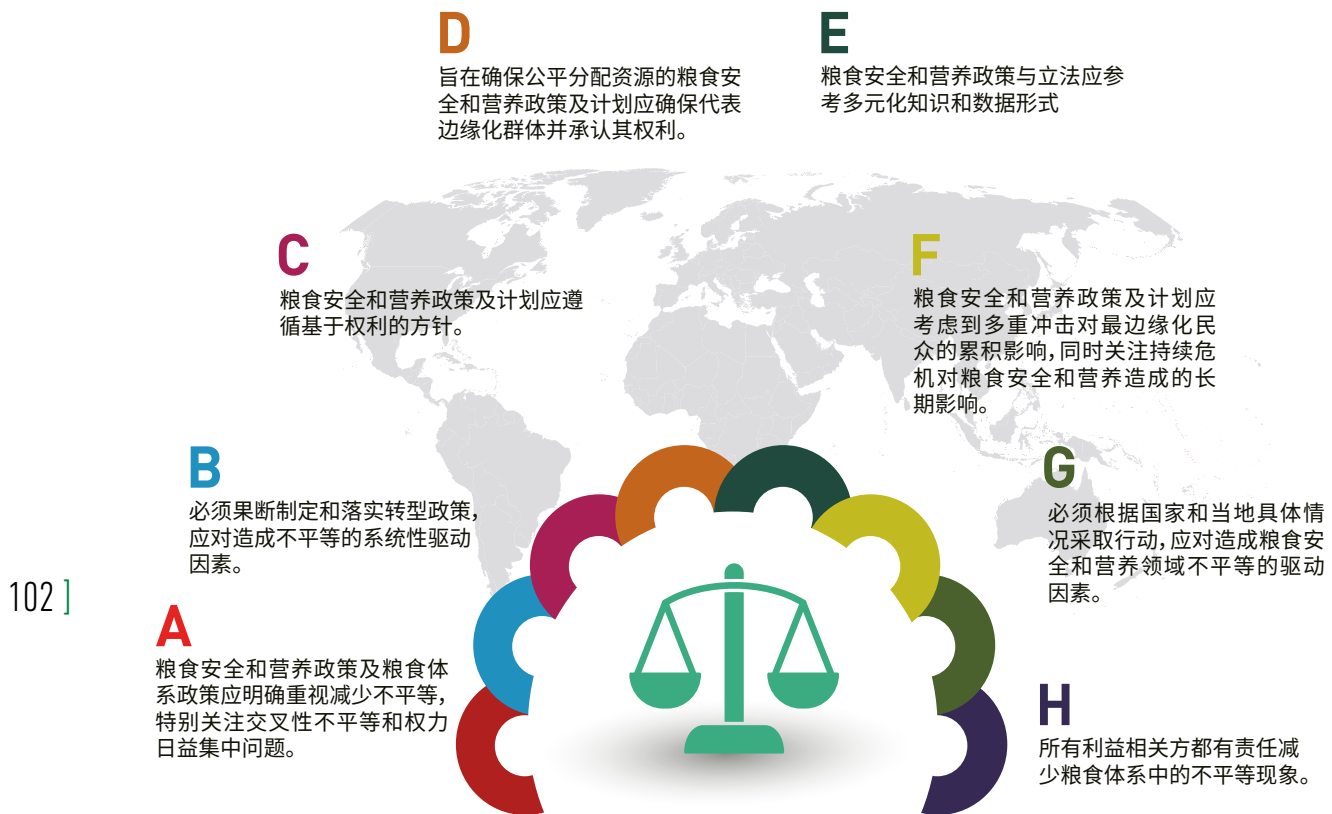 D
旨在确保公平分配资源的粮食安
全和营养政策及计划应确保代表
边缘化群体并承认其权利。
E
粮食安全和营养政策与立法应参
考多元化知识和数据形式
C
粮食安全和营养政策及计划应遵
循基于权利的方针。
F
粮食安全和营养政策及计划应
考虑到多重冲击对最边缘化民
众的累积影响，同时关注持续危
机对粮食安全和营养造成的长
期影响。
B
必须果断制定和落实转型政策，
应对造成不平等的系统性驱动
因素。
G
必须根据国家和当地具体情
况采取行动，应对造成粮食安
全和营养领域不平等的驱动
因素。
102 ]
A
粮食安全和营养政策及粮食体
系政策应明确重视减少不平等，
特别关注交叉性不平等和权力
日益集中问题。
H
所有利益相关方都有责任减
少粮食体系中的不平等现象。